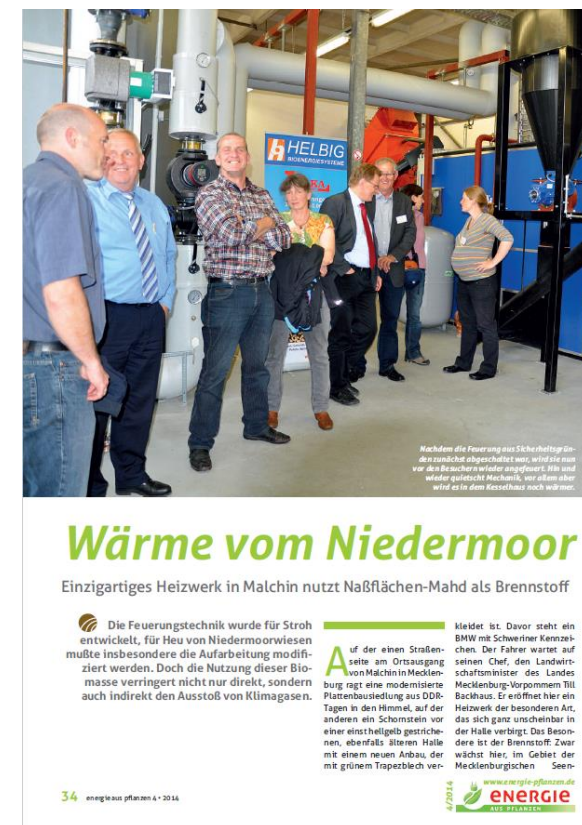 HELBIG
BIOENERGIESYSTEME
Nachdem die Feuerung aus Sicherheitsgrün-
den zunächst abgeschaltet war, wird sie nun
vor den Besuchern wieder angefeuert. Hin und
wieder quietscht Mechanik, vor allem aber
wird es in dem Kesselhaus noch wärmer.
Wärme vom Niedermoor
Einzigartiges Heizwerk in Malchin nutzt Naßflächen-Mahd als Brennstoff
Die Feuerungstechnik wurde für Stroh
entwickelt, für Heu von Niedermoorwiesen
mußte insbesondere die Aufarbeitung modifi-
ziert werden. Doch die Nutzung dieser Bio-
masse verringert nicht nur direkt, sondern
auch indirekt den Ausstoß von Klimagasen.
Auf der einen Straßen-
seite am Ortsausgang
von Malchin in Mecklen-
burg ragt eine modernisierte
Plattenbausiedlung aus DDR-
Tagen in den Himmel, auf der
anderen ein Schornstein vor
einer einst hellgelb gestriche-
nen, ebenfalls älteren Halle
mit einem neuen Anbau, der
mit grünem Trapezblech ver-
kleidet ist. Davor steht ein
BMW mit Schweriner Kennzei-
chen. Der Fahrer wartet auf
seinen Chef, den Landwirt-
schaftsminister des Landes
Mecklenburg-Vorpommern Till
Backhaus. Er eröffnet hier ein
Heizwerk der besonderen Art,
das sich ganz unscheinbar in
der Halle verbirgt. Das Beson-
dere ist der Brennstoff: Zwar
wächst hier, im Gebiet der
Mecklenburgischen Seen-
34 energie aus pflanzen 4 • 2014
4/2014
www.energie-pflanzen.de
ENERGIE
AUS PFLANZEN